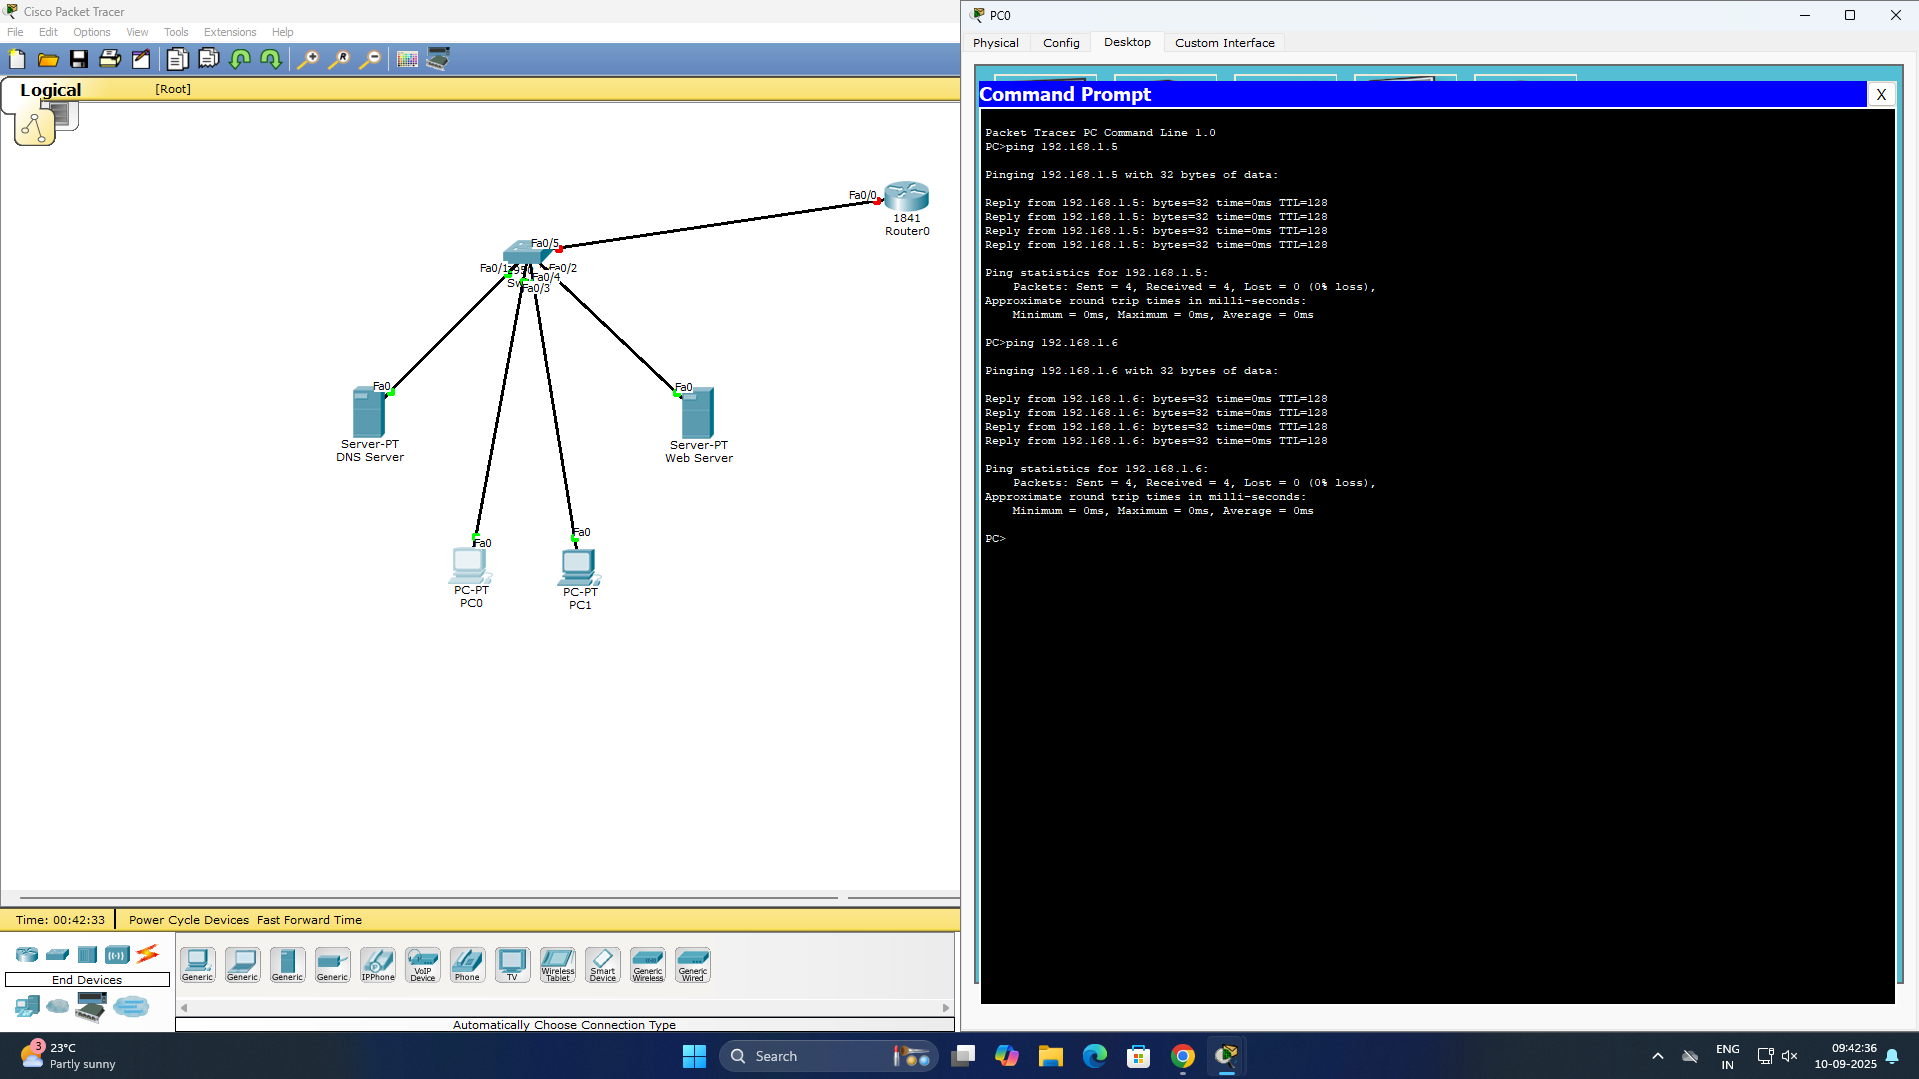 Cisco Packet Tracer
File Edit Options View Tools Extensions Help
Logical
[Root]
Fa0/0
1841
Router0
Fa0/5
Fa0/1
Fa0/2
Fa0/4
Fa0/3
Fa0
Server-PT
DNS Server
Fa0
Server-PT
Web Server
Fa0
PC-PT
PC0
Fa0
PC-PT
PC1
Time: 00:42:33
Power Cycle Devices Fast Forward Time
End Devices
Generic
Generic
Generic
Generic
IPPhone
VoIP
Device
Phone
TV
Wireless
Tablet
Smart
Device
Generic
Wireless
Generic
Wired
Automatically Choose Connection Type
PC0
Physical Config Desktop Custom Interface
Command Prompt
X
Packet Tracer PC Command Line 1.0
PC>ping 192.168.1.5
Pinging 192.168.1.5 with 32 bytes of data:
Reply from 192.168.1.5: bytes=32 time=0ms TTL=128
Reply from 192.168.1.5: bytes=32 time=0ms TTL=128
Reply from 192.168.1.5: bytes=32 time=0ms TTL=128
Reply from 192.168.1.5: bytes=32 time=0ms TTL=128
Ping statistics for 192.168.1.5:
Packets: Sent = 4, Received = 4, Lost = 0 (0% loss),
Approximate round trip times in milli-seconds:
Minimum = 0ms, Maximum = 0ms, Average = 0ms
PC>ping 192.168.1.6
Pinging 192.168.1.6 with 32 bytes of data:
Reply from 192.168.1.6: bytes=32 time=0ms TTL=128
Reply from 192.168.1.6: bytes=32 time=0ms TTL=128
Reply from 192.168.1.6: bytes=32 time=0ms TTL=128
Reply from 192.168.1.6: bytes=32 time=0ms TTL=128
Ping statistics for 192.168.1.6:
Packets: Sent = 4, Received = 4, Lost = 0 (0% loss),
Approximate round trip times in milli-seconds:
Minimum = 0ms, Maximum = 0ms, Average = 0ms
PC>
3
23°C
Partly sunny
Search
ENG
IN
09:42:36
10-09-2025